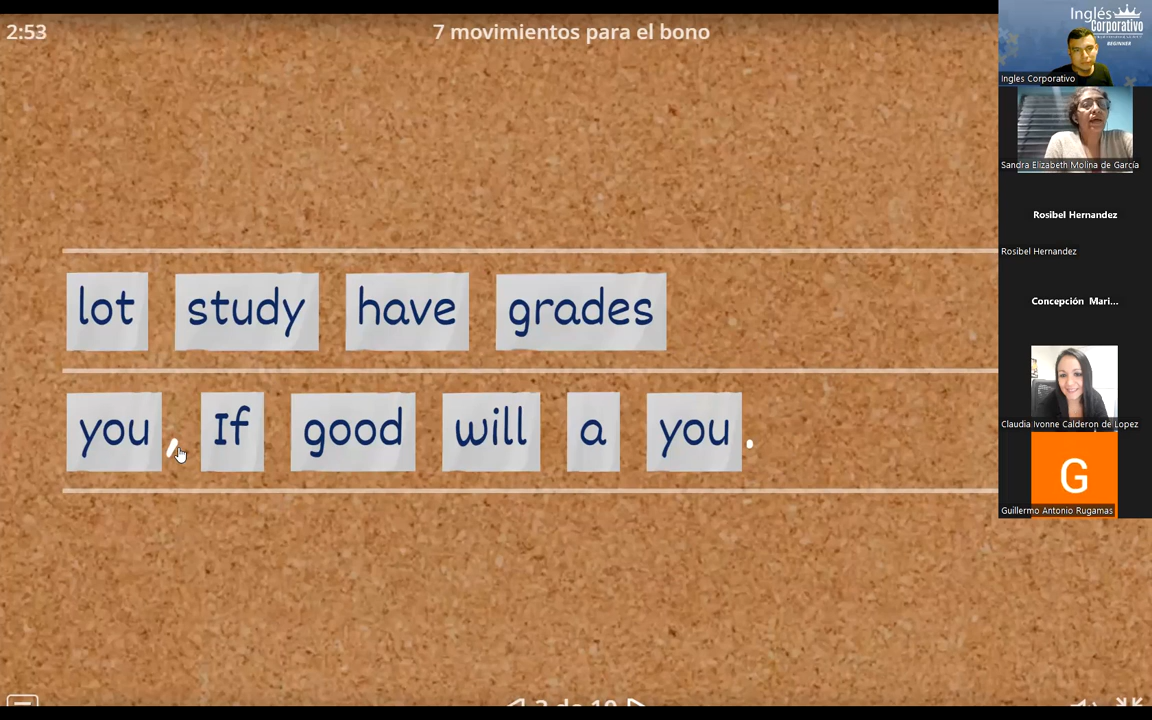 2:53
7 movimientos para el bono
lot study have grades
you , If good will a you .
Inglés
Corporativo
BEGINNER
Ingles Corporativo
Sandra Elizabeth Molina de García
Rosibel Hernandez
Rosibel Hernandez
Concepción Mari...
Claudia Ivonne Calderon de Lopez
G
Guillermo Antonio Rugamas